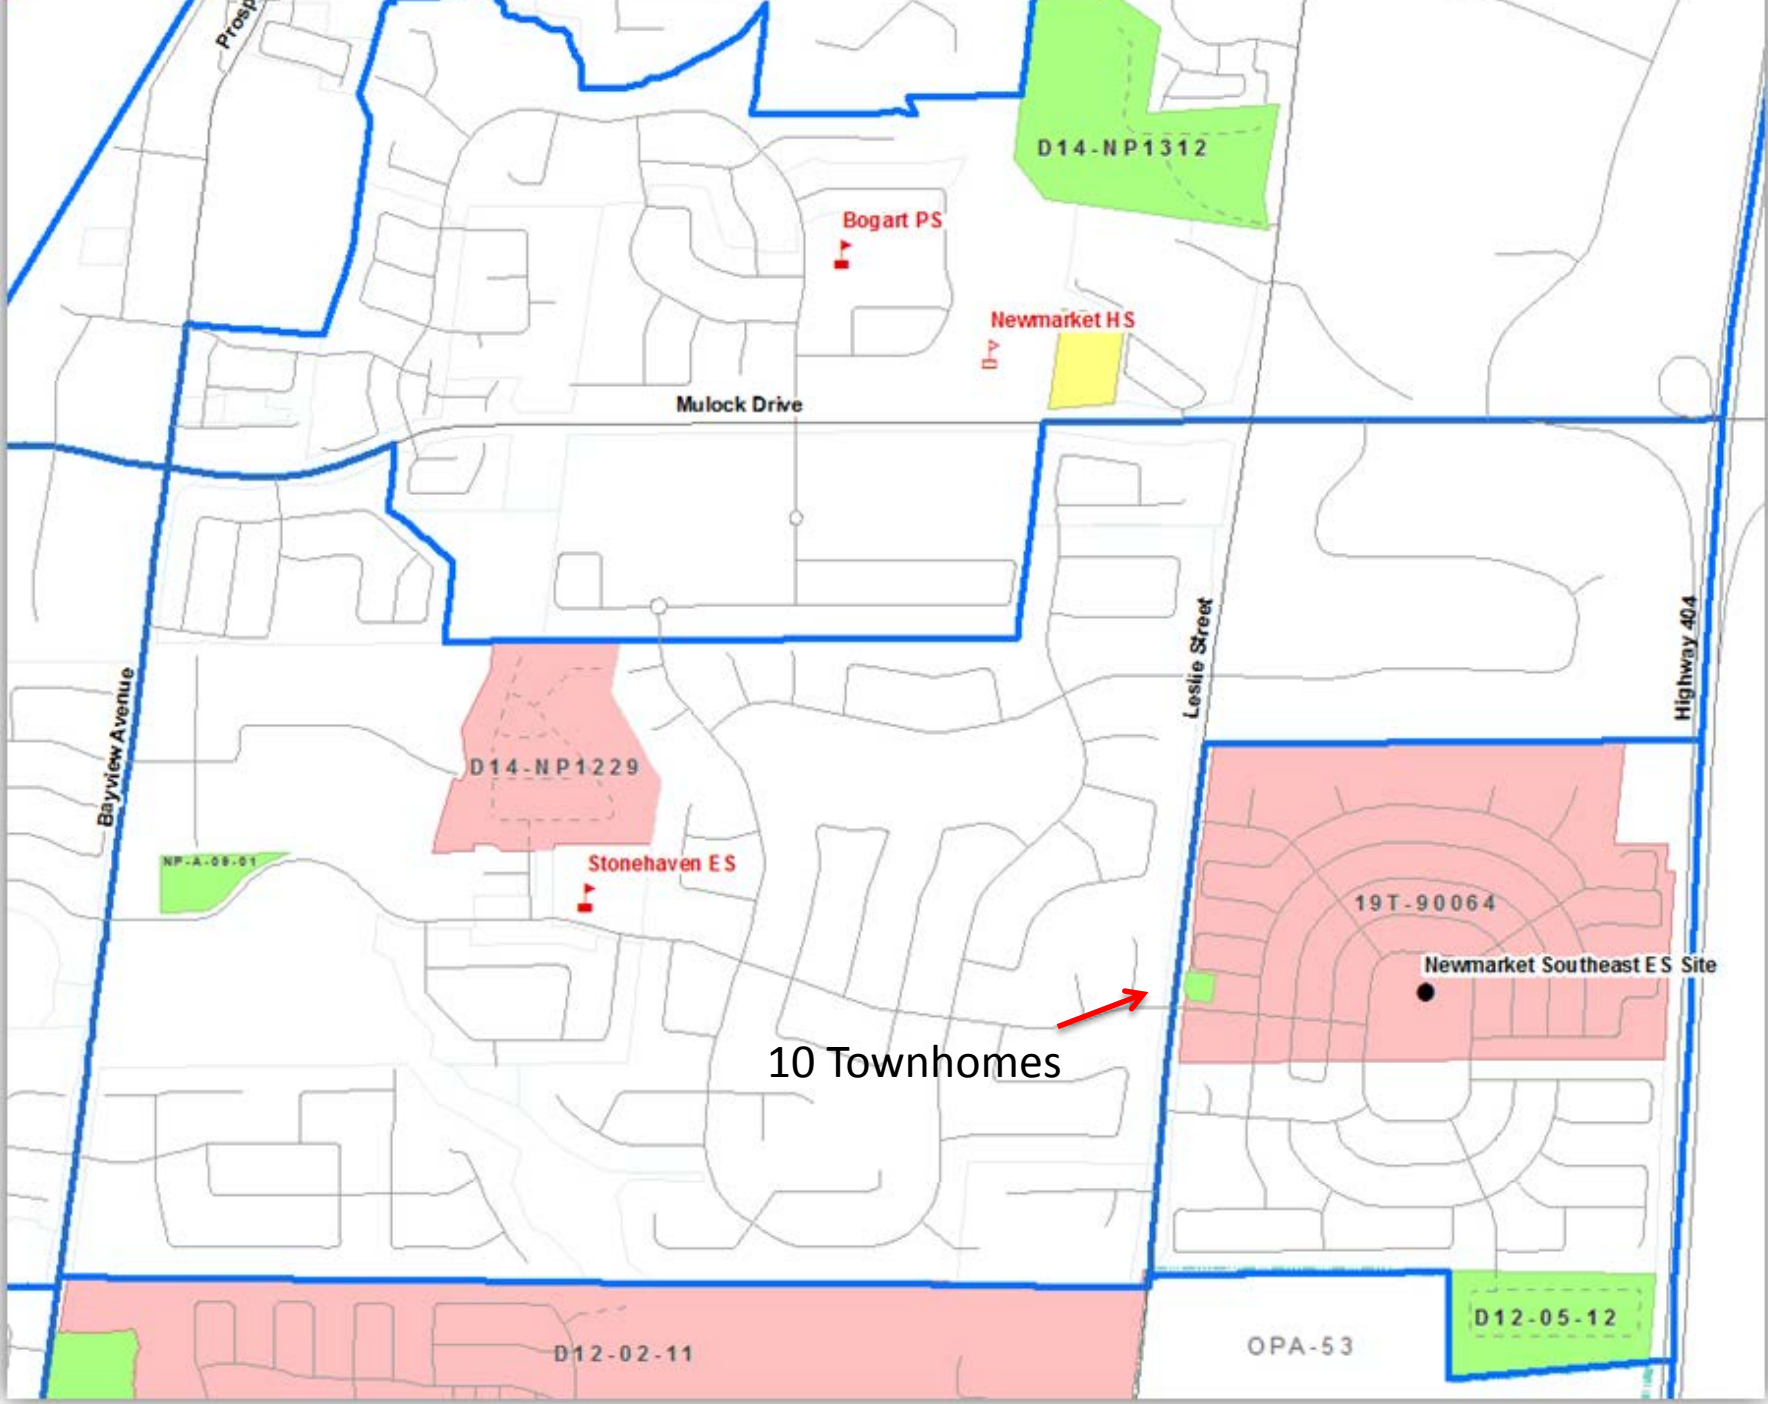 Prosp
D14-NP1312
Bogart PS
Newmarket HS
Mulock Drive
Leslie Street
Highway 404
Bayview Avenue
D14-NP1229
NP-A-08-01
Stonehaven ES
19T-90064
Newmarket Southeast ES Site
10 Townhomes
D12-05-12
OPA-53
D12-02-11